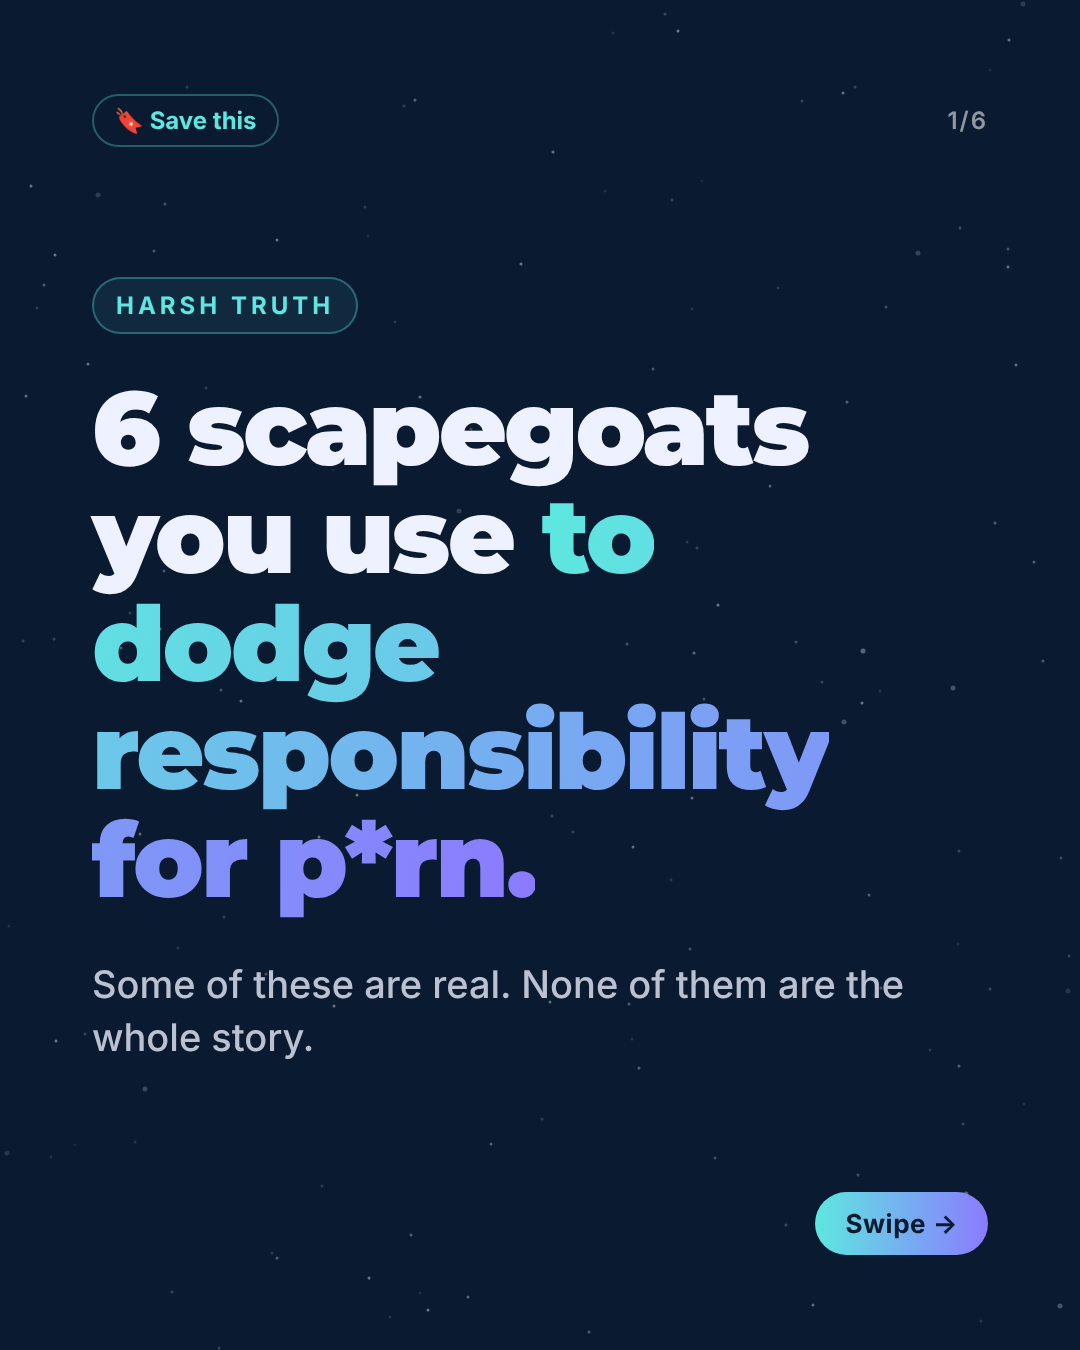 🔖 Save this
1/6
HARSH TRUTH
6 scapegoats
you use to
dodge
responsibility
for p*rn.
Some of these are real. None of them are the
whole story.
Swipe →